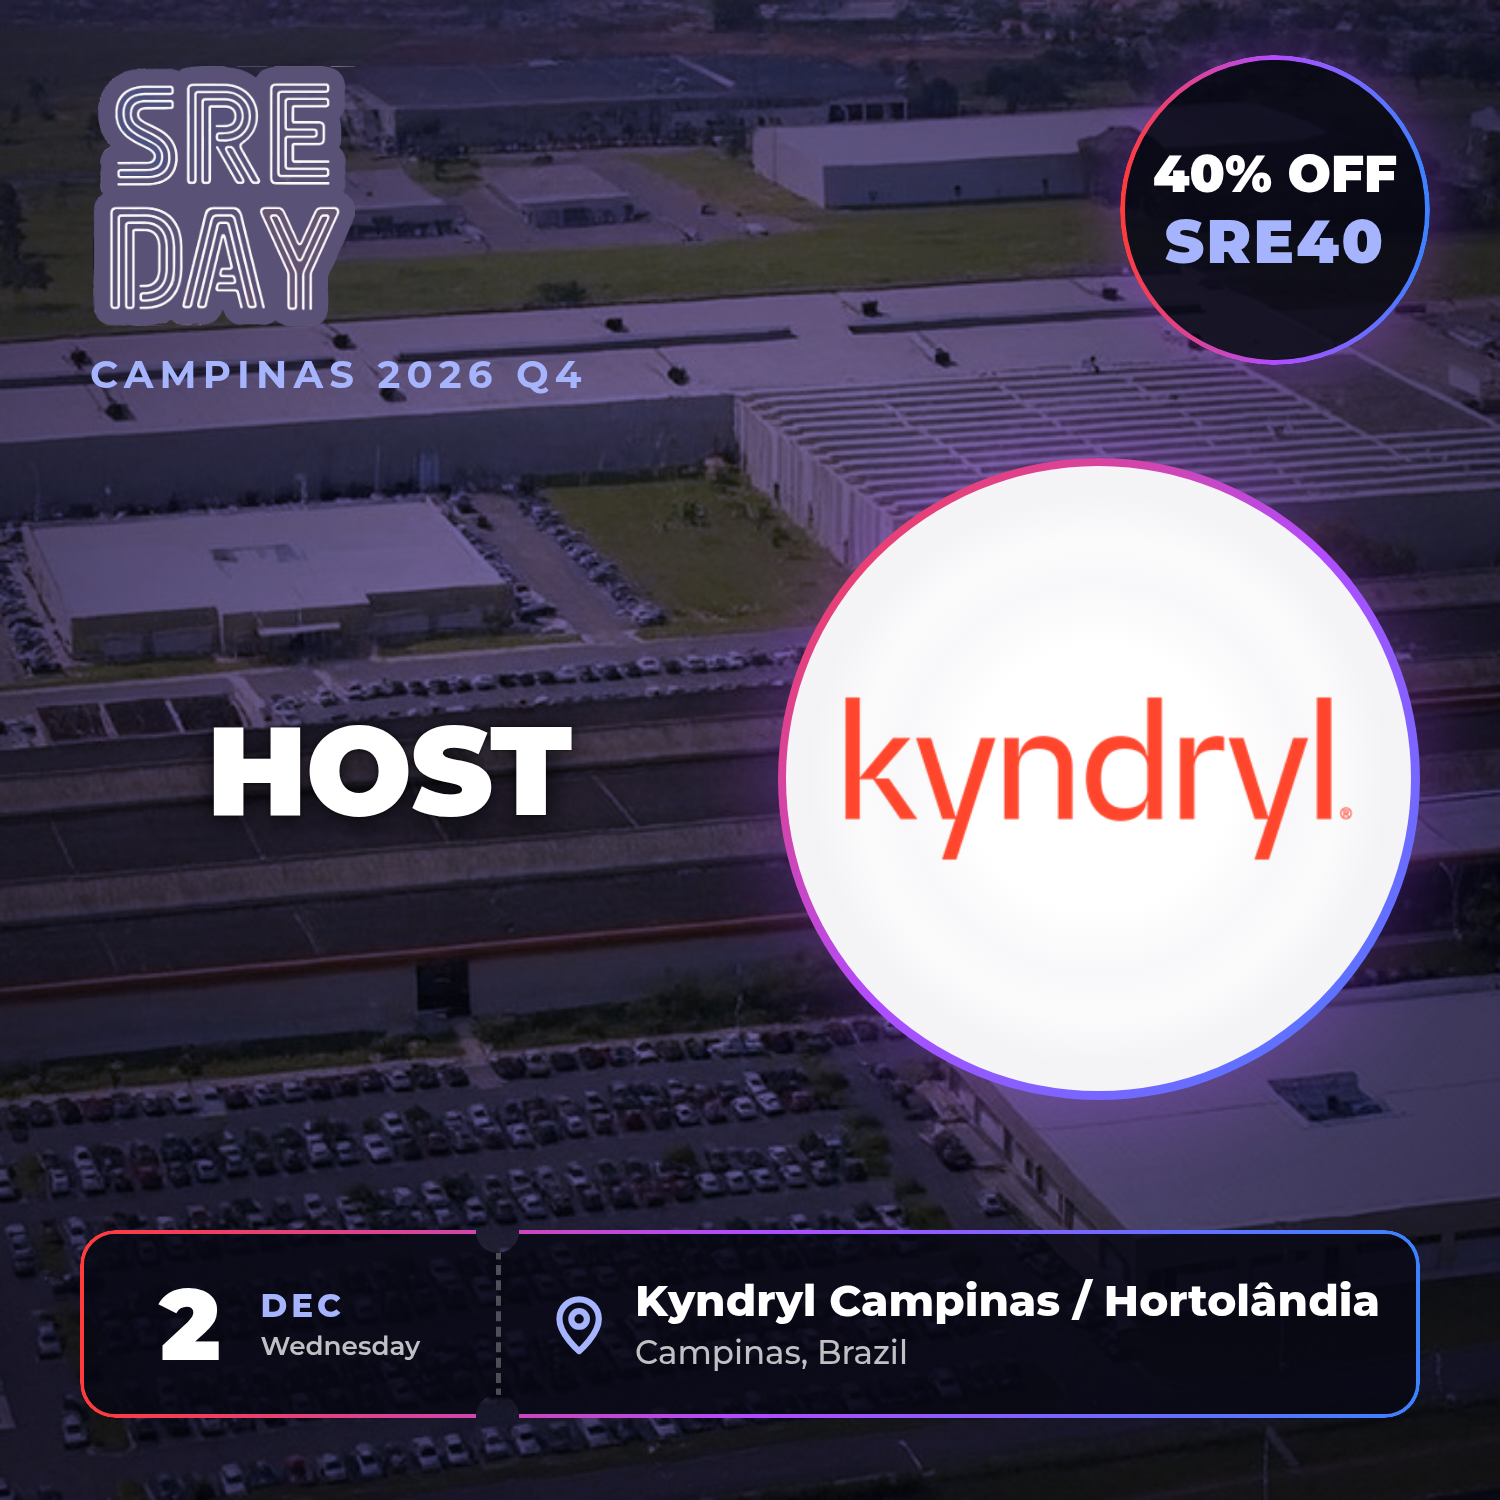 SRE
DAY
CAMPINAS 2026 Q4
40% OFF
SRE40
HOST
kyndryl®
2
DEC
Wednesday
Kyndryl Campinas / Hortolândia
Campinas, Brazil